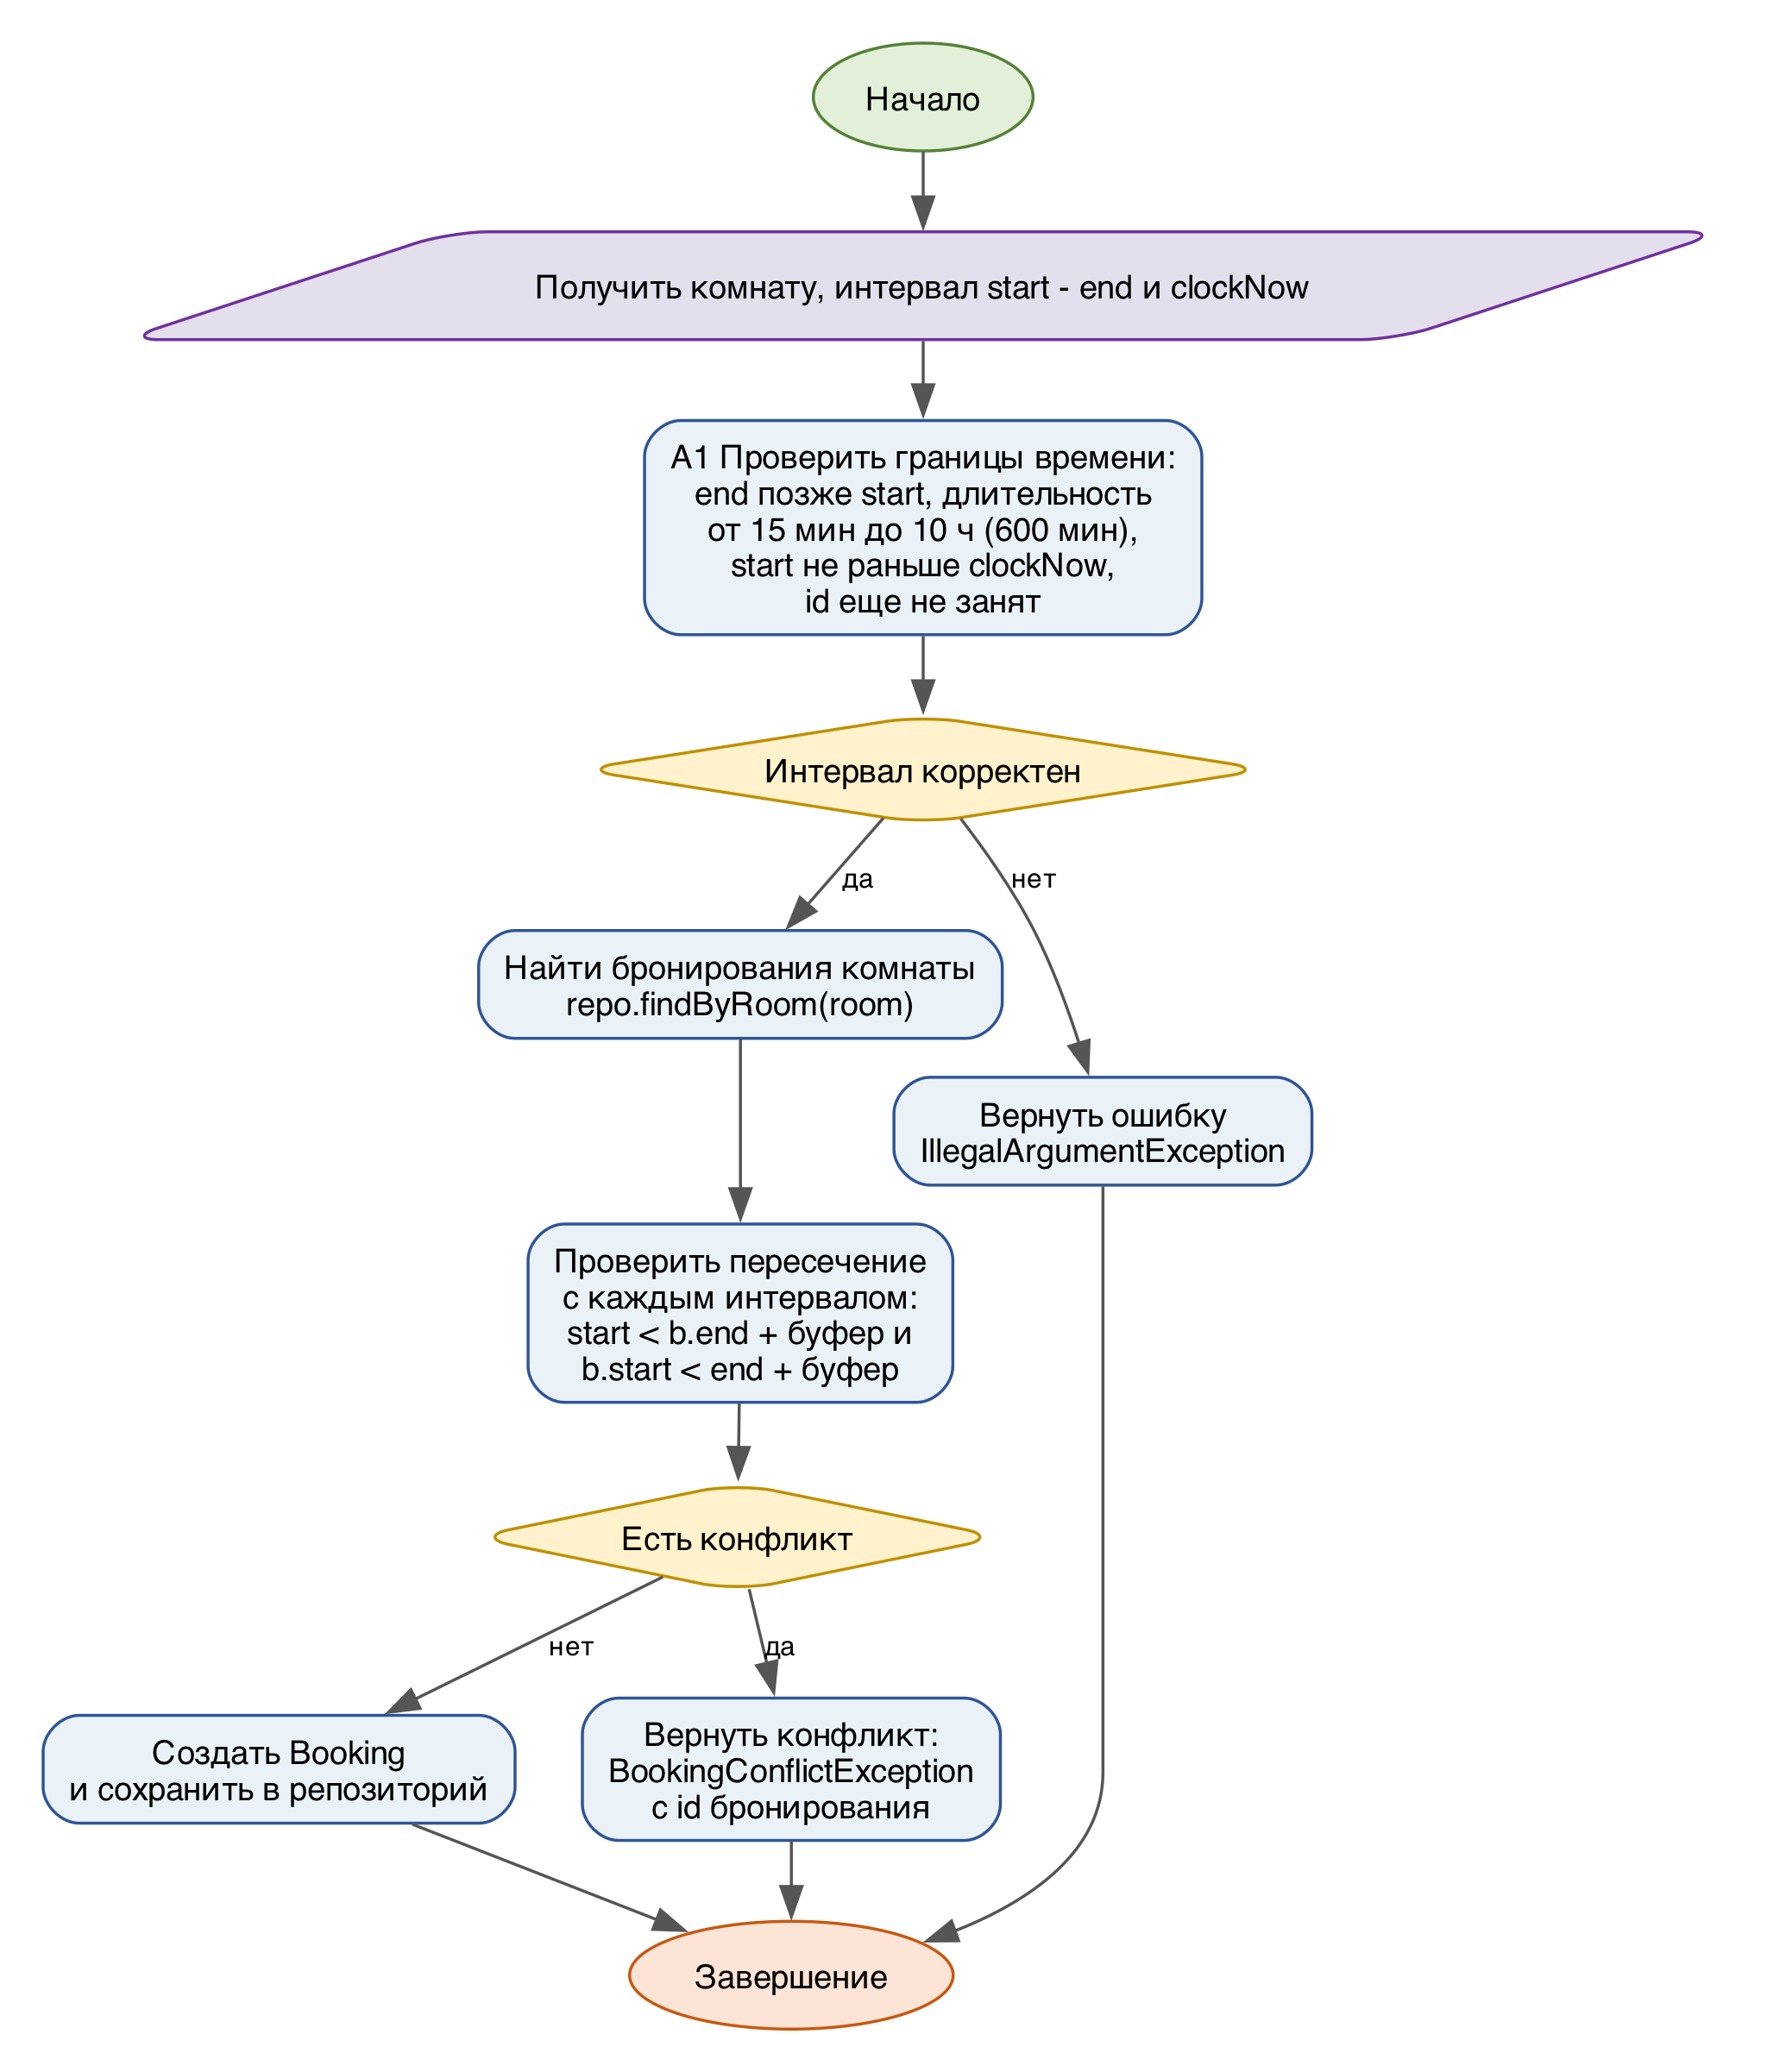 Начало
Получить комнату, интервал start - end и clockNow
A1 Проверить границы времени:
end позже start, длительность
от 15 мин до 10 ч (600 мин),
start не раньше clockNow,
id еще не занят
Интервал корректен
да
нет
Найти бронирования комнаты
repo.findByRoom(room)
Вернуть ошибку
IllegalArgumentException
Проверить пересечение
с каждым интервалом:
start < b.end + буфер и
b.start < end + буфер
Есть конфликт
нет
да
Создать Booking
и сохранить в репозиторий
Вернуть конфликт:
BookingConflictException
с id бронирования
Завершение